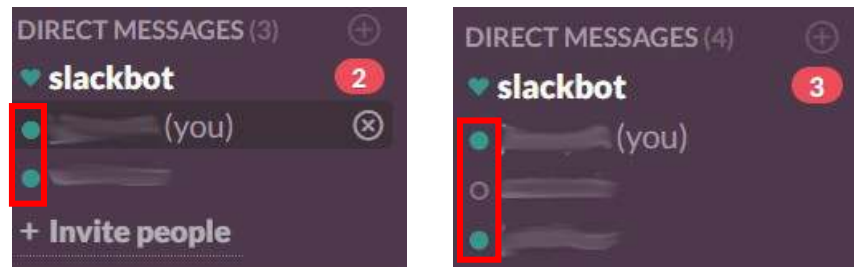 DIRECT MESSAGES (3)
slackbot 2
(you)
+ Invite people
DIRECT MESSAGES (4)
slackbot 3
(you)